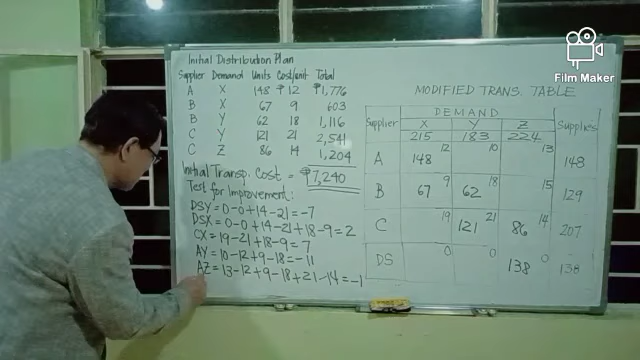 Initial Distribution Plan
Supplier Demand Units Cost/unit Total
A X 148 ₱12 ₱1,776
B X 67 9 603
B Y 62 18 1,116
C Y 121 21 2,541
C Z 86 14 1,204
Initial Transp. Cost = ₱7,240
Test for Improvement:
DSY = 0-0+14-21=-7
DSX = 0-0+14-21+18-9=2
CX = 19-21+18-9= 7
AY = 10-12+9-18=-11
AZ = 13-12+9-18+21-14=-1
Film Maker
MODIFIED TRANS. TABLE
Supplier DEMAND Supplies
X Y Z
215 183 224
A 148 12 10 13 148
B 67 9 62 18 15 129
C 19 121 21 86 14 207
DS 0 0 138 0 138